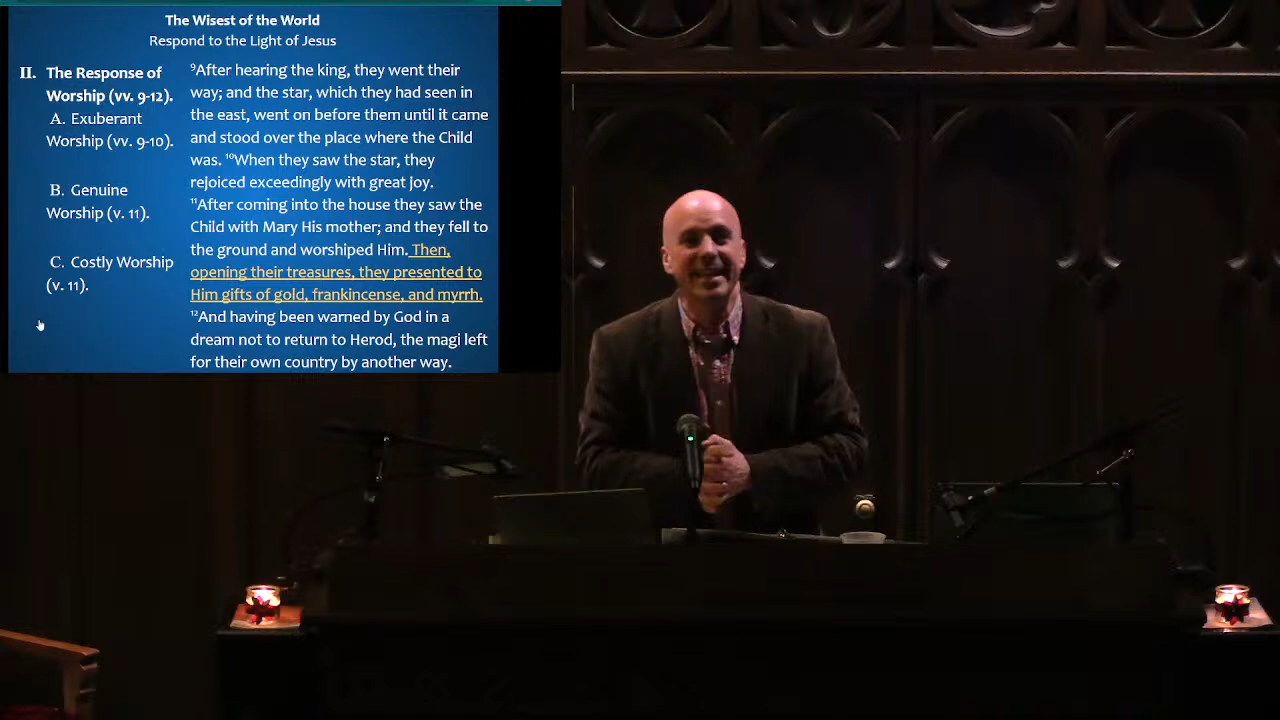 The Wisest of the World
Respond to the Light of Jesus
II. The Response of
Worship (vv. 9-12).
A. Exuberant
Worship (vv. 9-10).
B. Genuine
Worship (v. 11).
C. Costly Worship
(v. 11).
⁹After hearing the king, they went their
way; and the star, which they had seen in
the east, went on before them until it came
and stood over the place where the Child
was. ¹⁰When they saw the star, they
rejoiced exceedingly with great joy.
¹¹After coming into the house they saw the
Child with Mary His mother; and they fell to
the ground and worshiped Him. Then,
opening their treasures, they presented to
Him gifts of gold, frankincense, and myrrh.
¹²And having been warned by God in a
dream not to return to Herod, the magi left
for their own country by another way.